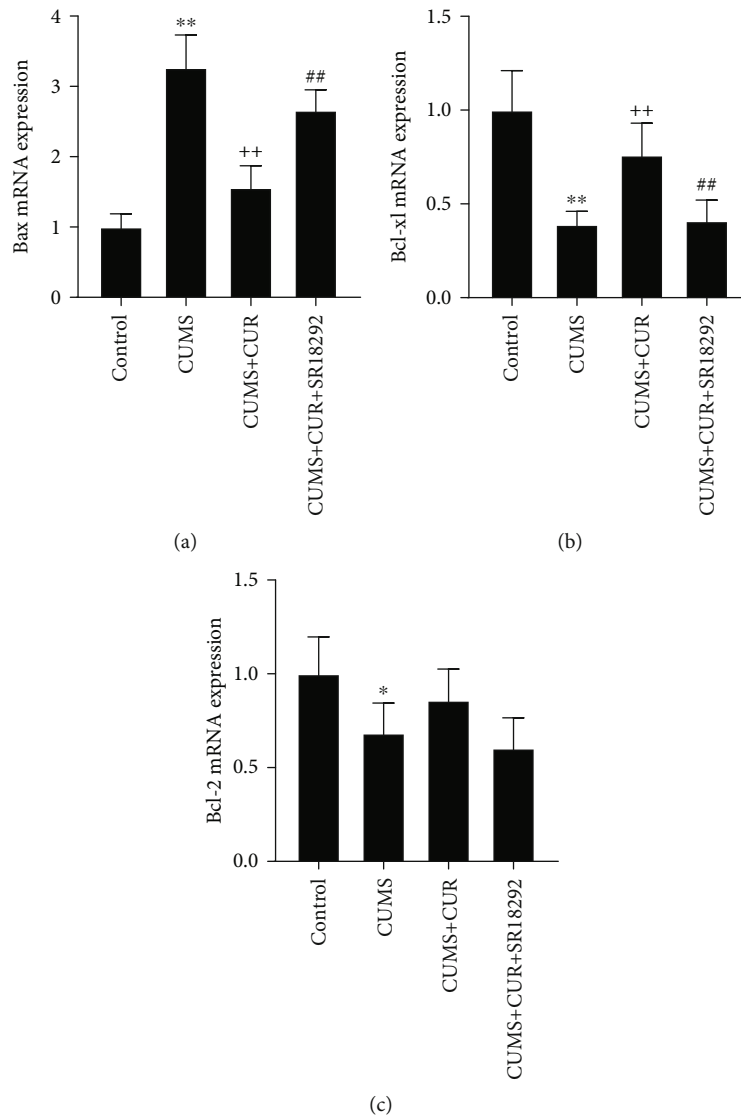 Bax mRNA expression
4
3
2
1
0
**
++
##
Control
CUMS
CUMS+CUR
CUMS+CUR+SR18292
(a)
Bcl-xl mRNA expression
1.5
1.0
0.5
0.0
**
++
##
Control
CUMS
CUMS+CUR
CUMS+CUR+SR18292
(b)
Bcl-2 mRNA expression
1.5
1.0
0.5
0.0
*
Control
CUMS
CUMS+CUR
CUMS+CUR+SR18292
(c)